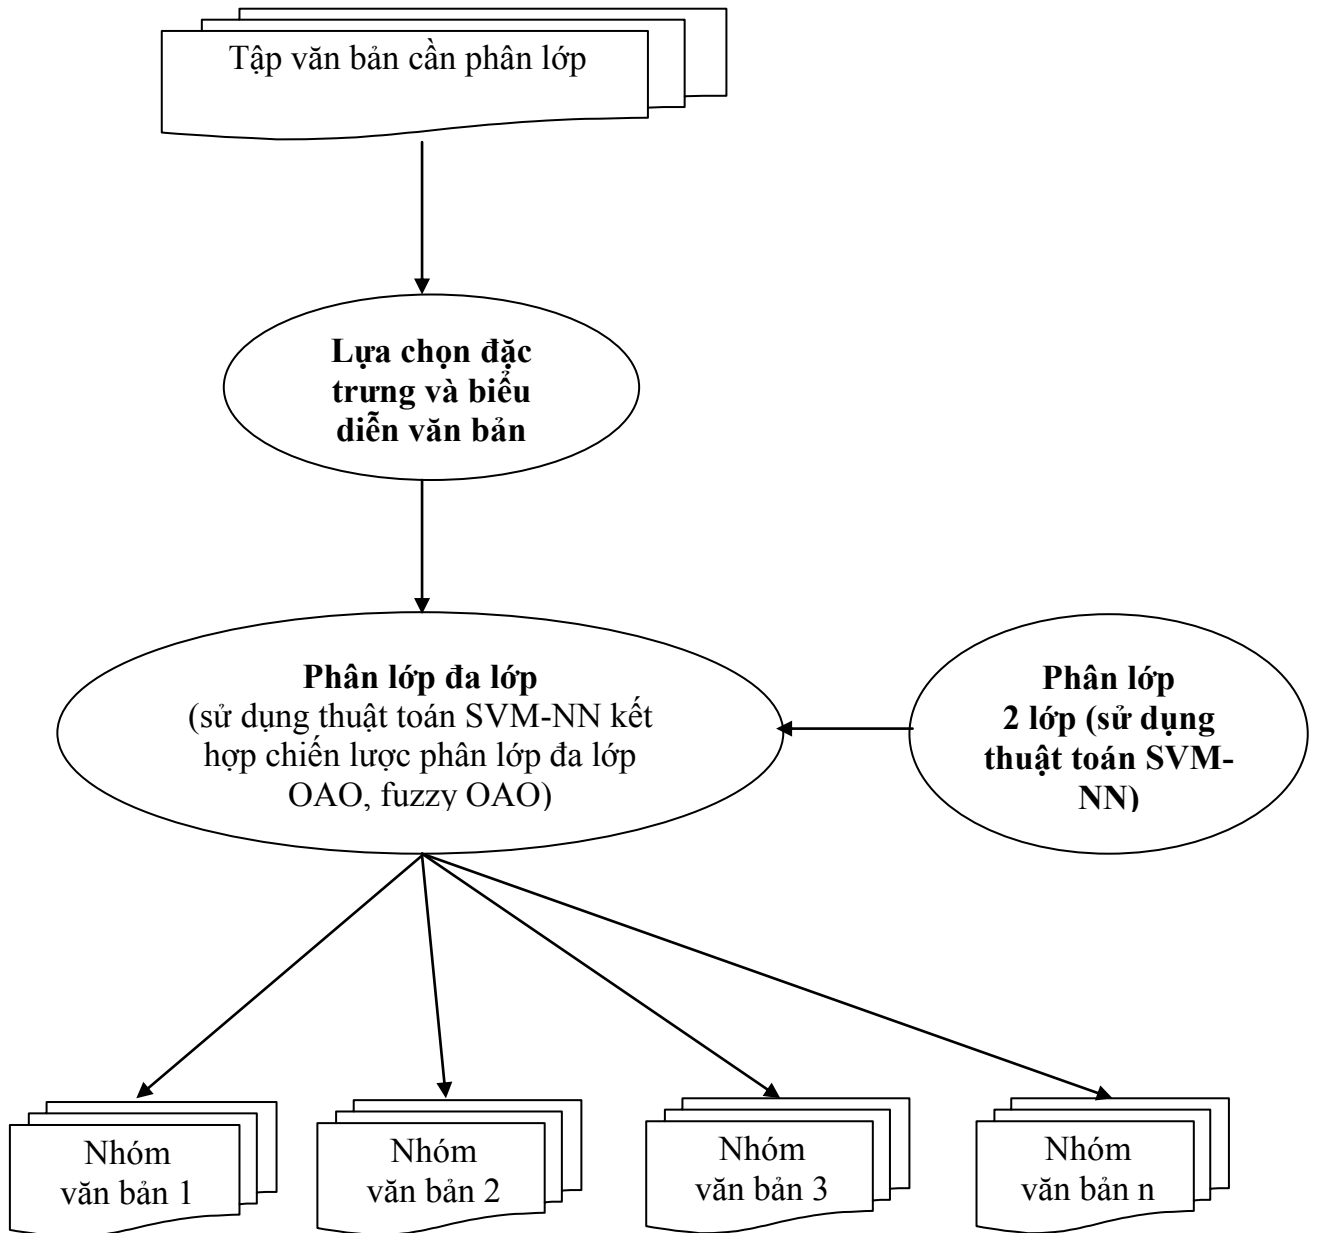 Tập văn bản cần phân lớp
Lựa chọn đặc
trưng và biểu
diễn văn bản
Phân lớp đa lớp
(sử dụng thuật toán SVM-NN kết
hợp chiến lược phân lớp đa lớp
OAO, fuzzy OAO)
Phân lớp
2 lớp (sử dụng
thuật toán SVM-
NN)
Nhóm
văn bản 1
Nhóm
văn bản 2
Nhóm
văn bản 3
Nhóm
văn bản n